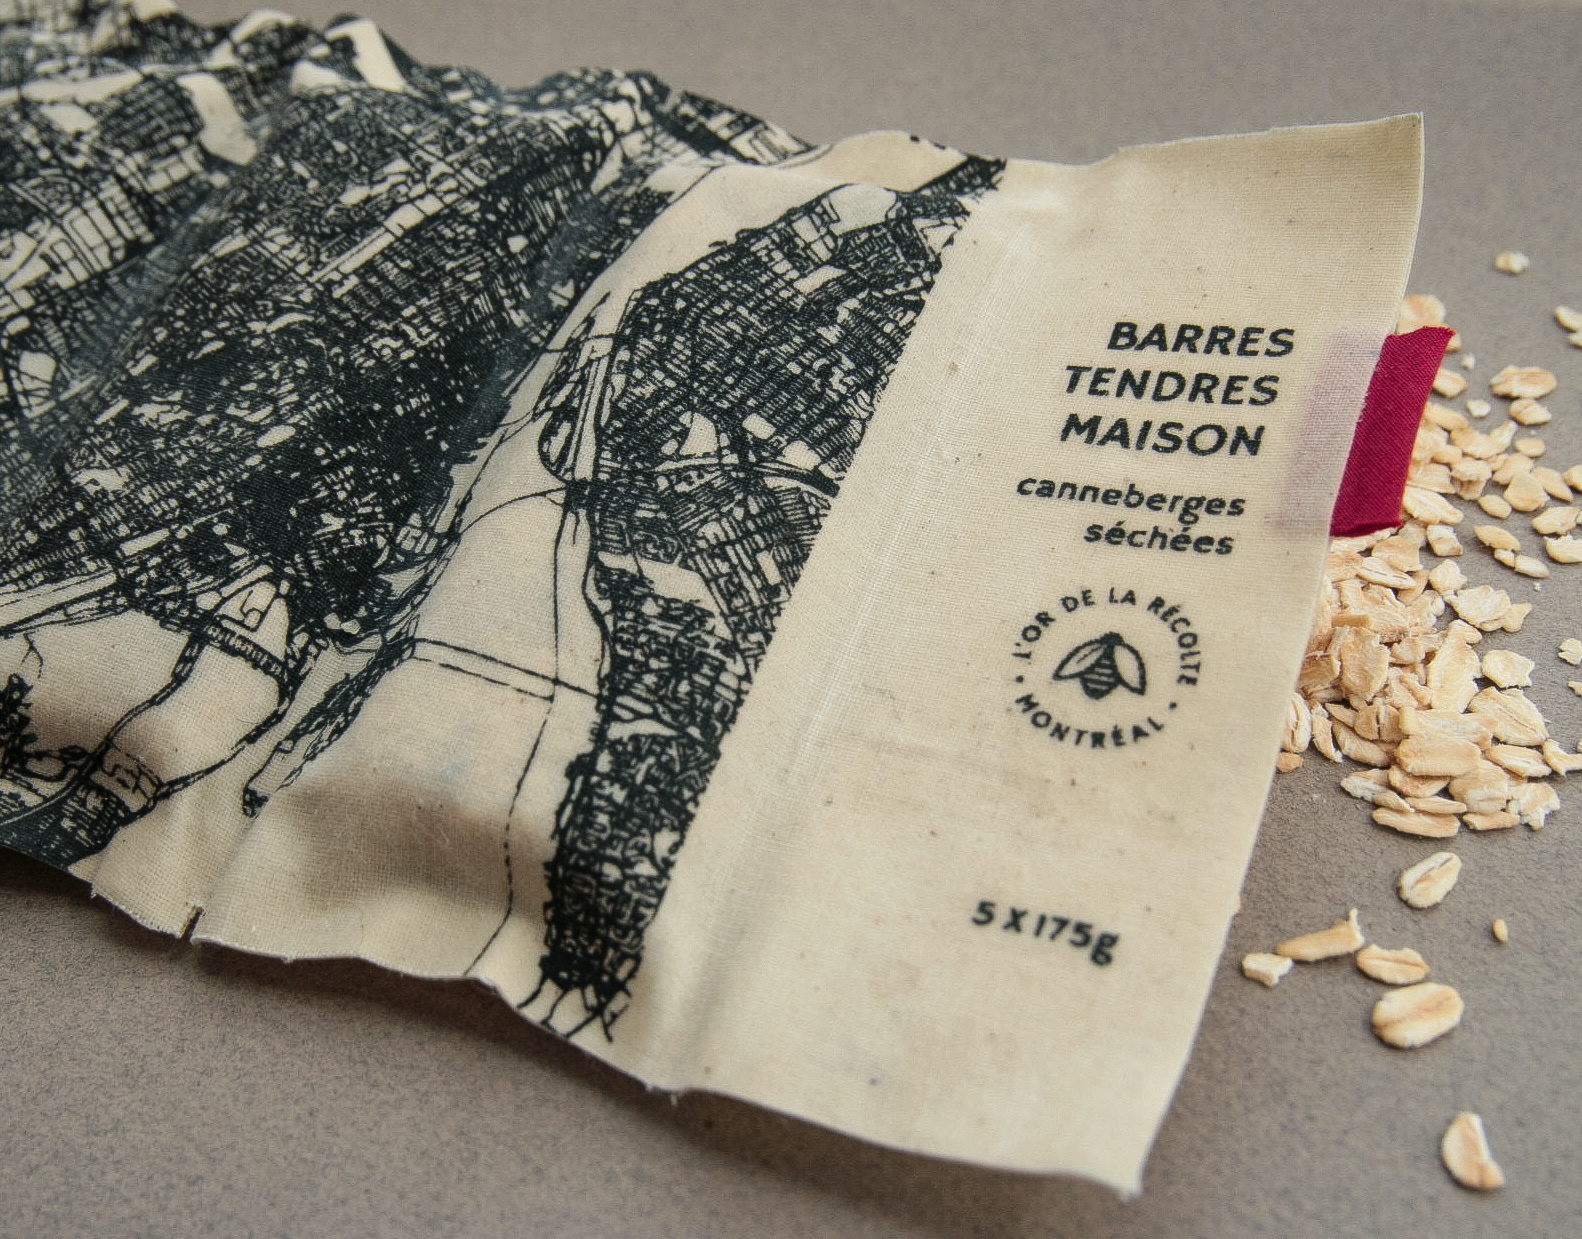 BARRES
TENDRES
MAISON
canneberges
séchées
L'OR DE LA RÉCOLTE
• MONTRÉAL •
5 X 175g